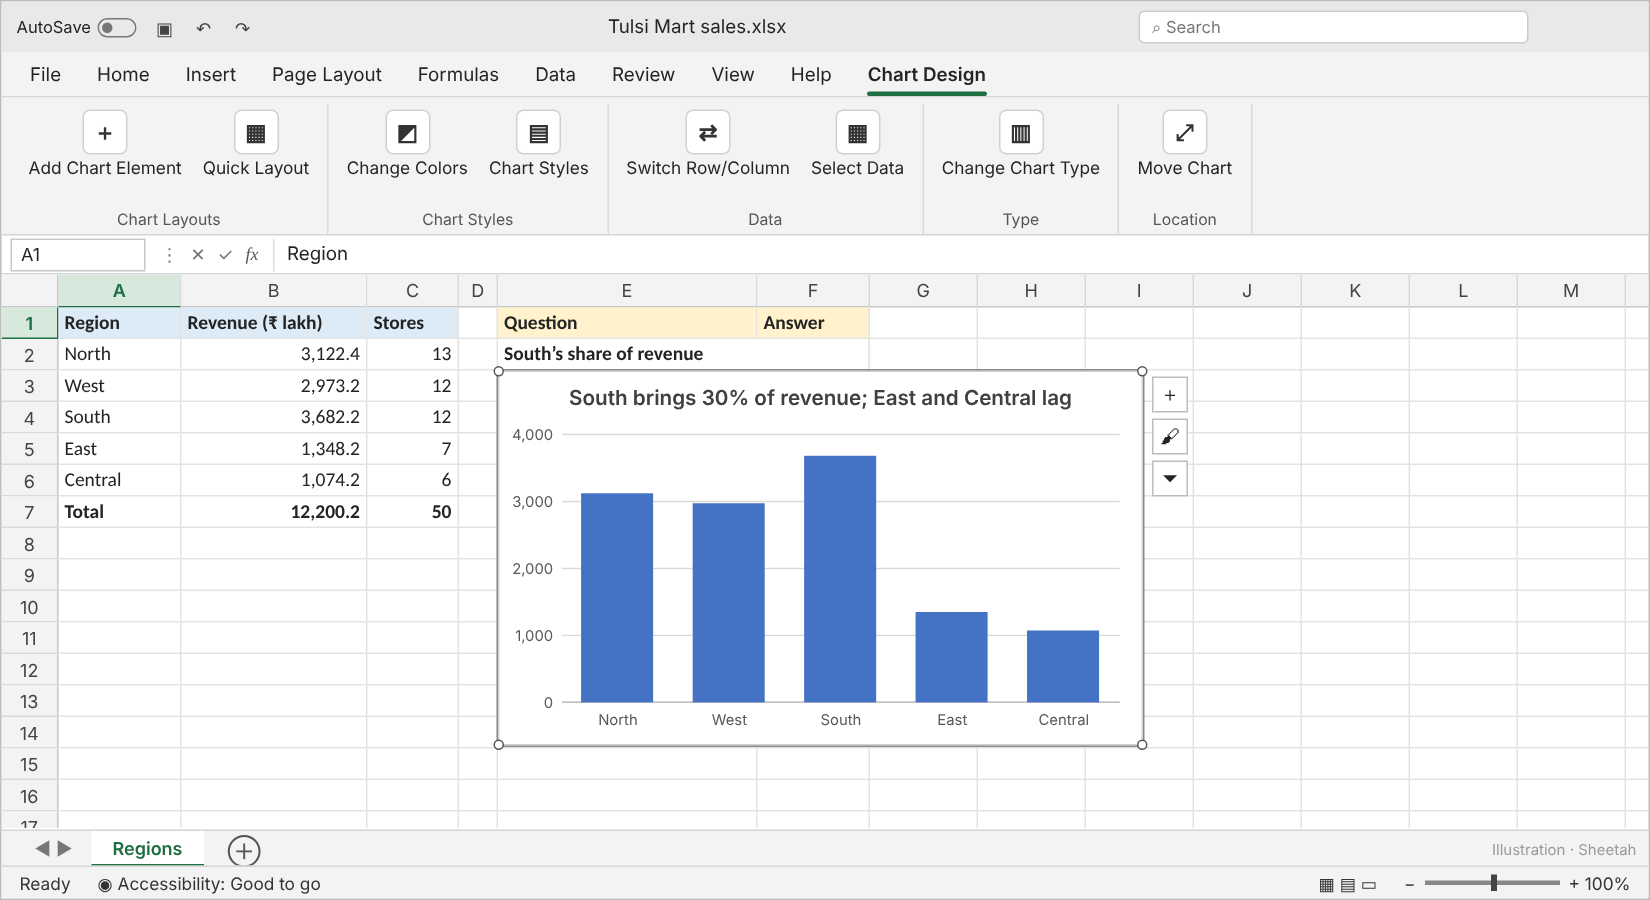 AutoSave Tulsi Mart sales.xlsx Search
File Home Insert Page Layout Formulas Data Review View Help Chart Design
Add Chart Element Quick Layout Change Colors Chart Styles Switch Row/Column Select Data Change Chart Type Move Chart
Chart Layouts Chart Styles Data Type Location
A1 fx Region
A B C D E F G H I J K L M
1 Region Revenue (₹ lakh) Stores Question Answer
2 North 3,122.4 13 South’s share of revenue
3 West 2,973.2 12
4 South 3,682.2 12
5 East 1,348.2 7
6 Central 1,074.2 6
7 Total 12,200.2 50
8
9
10
11
12
13
14
15
16
17
South brings 30% of revenue; East and Central lag
4,000
3,000
2,000
1,000
0
North West South East Central
Regions
Illustration · Sheetah
Ready Accessibility: Good to go − + 100%